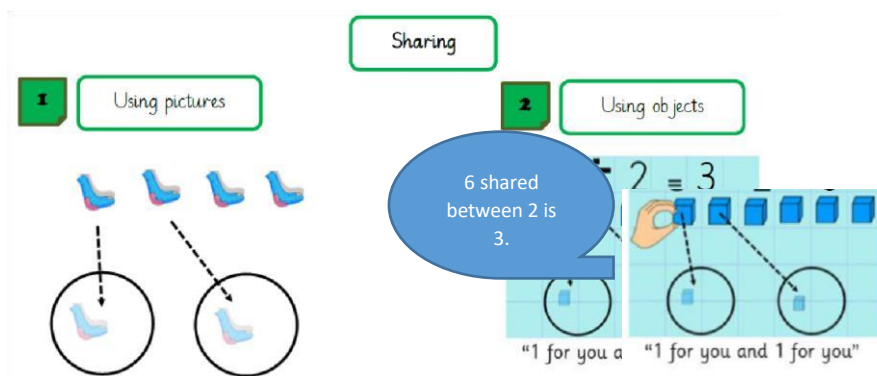 Sharing
1 Using pictures
2 Using objects
2 = 3
6 shared
between 2 is
3.
"1 for you a
"1 for you and 1 for you"